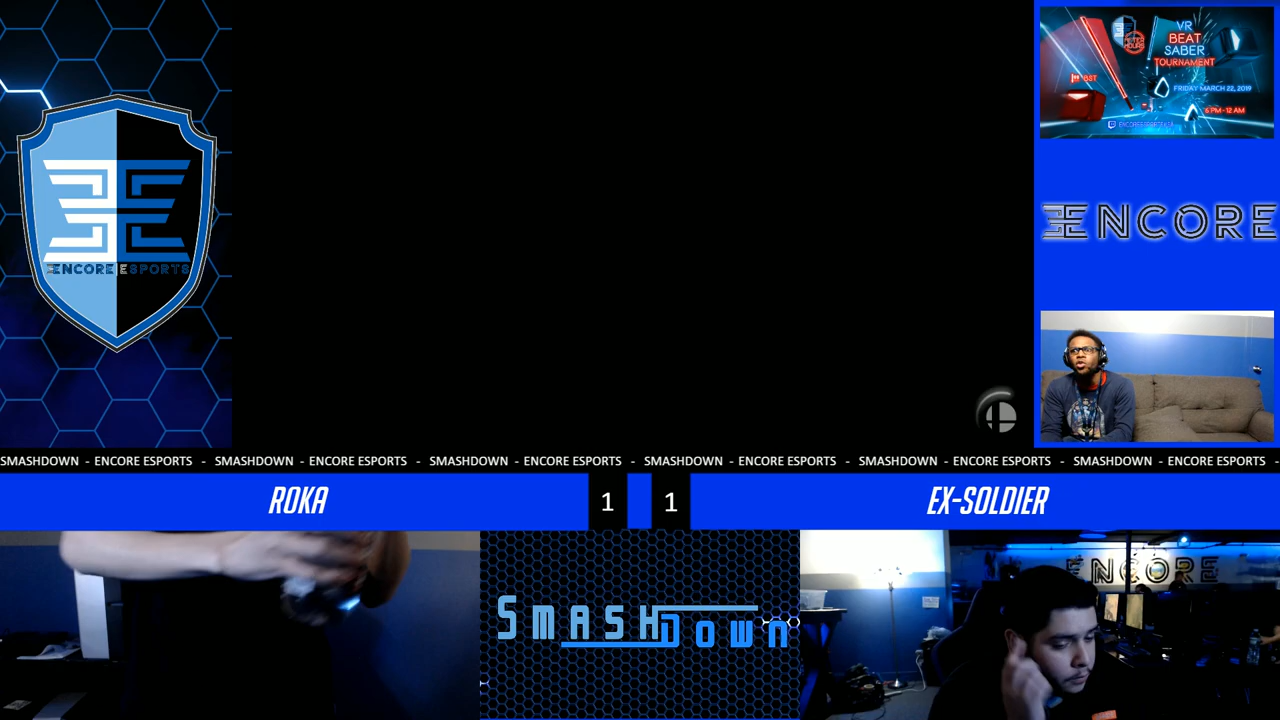 VR
BEAT
SABER
TOURNAMENT
FRIDAY MARCH 22, 2019
6 PM-12 AM
ENCORE ESPORTS
ENCORE
SMASHDOWN - ENCORE ESPORTS - SMASHDOWN - ENCORE ESPORTS - SMASHDOWN - ENCORE ESPORTS - SMASHDOWN - ENCORE ESPORTS - SMASHDOWN - ENCORE ESPORTS - SMASHDOWN - ENCORE ESPORTS -
ROKA 1 1 EX-SOLDIER
SMASHDOWN
ENCORE